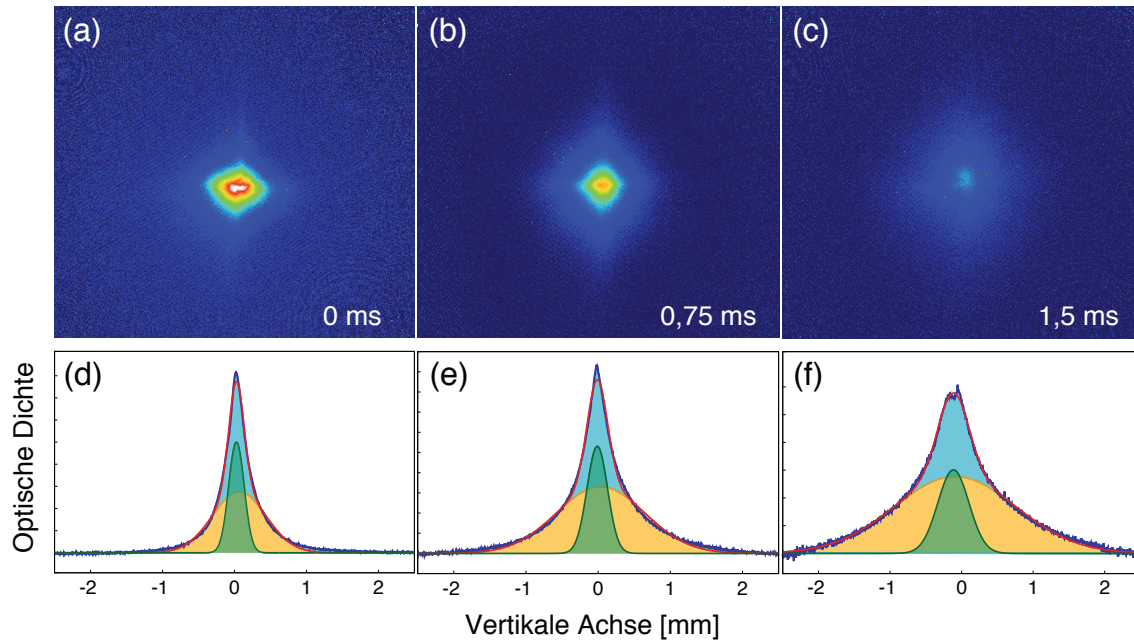 (a)
(b)
(c)
0 ms
0,75 ms
1,5 ms
(d)
(e)
(f)
Optische Dichte
-2 -1 0 1 2
-2 -1 0 1 2
-2 -1 0 1 2
Vertikale Achse [mm]